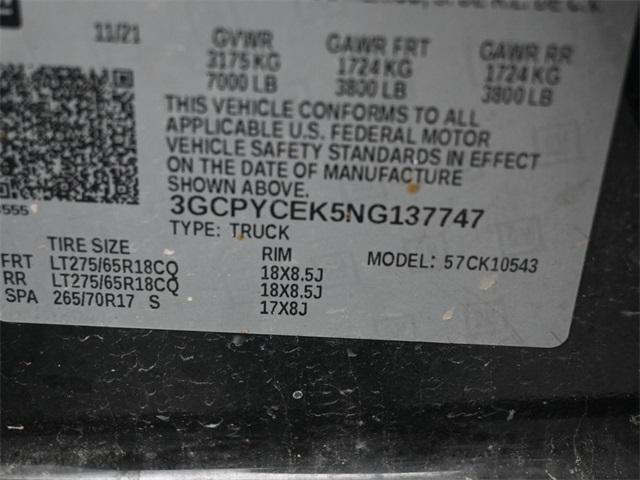 11/21 GVWR GAWR FRT GAWR RR
3175 KG 1724 KG 1724 KG
7000 LB 3800 LB 3800 LB
THIS VEHICLE CONFORMS TO ALL
APPLICABLE U.S. FEDERAL MOTOR
VEHICLE SAFETY STANDARDS IN EFFECT
ON THE DATE OF MANUFACTURE
SHOWN ABOVE
3GCPYCEK5NG137747
TYPE: TRUCK
TIRE SIZE RIM MODEL: 57CK10543
FRT LT275/65R18CQ 18X8.5J
RR LT275/65R18CQ 18X8.5J
SPA 265/70R17 S 17X8J